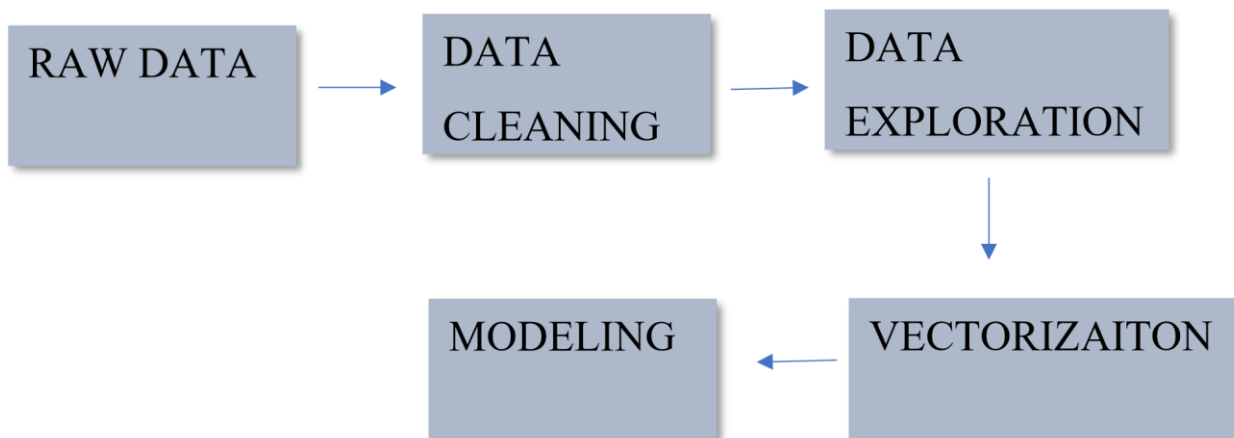 RAW DATA
DATA
CLEANING
DATA
EXPLORATION
VECTORIZAITON
MODELING